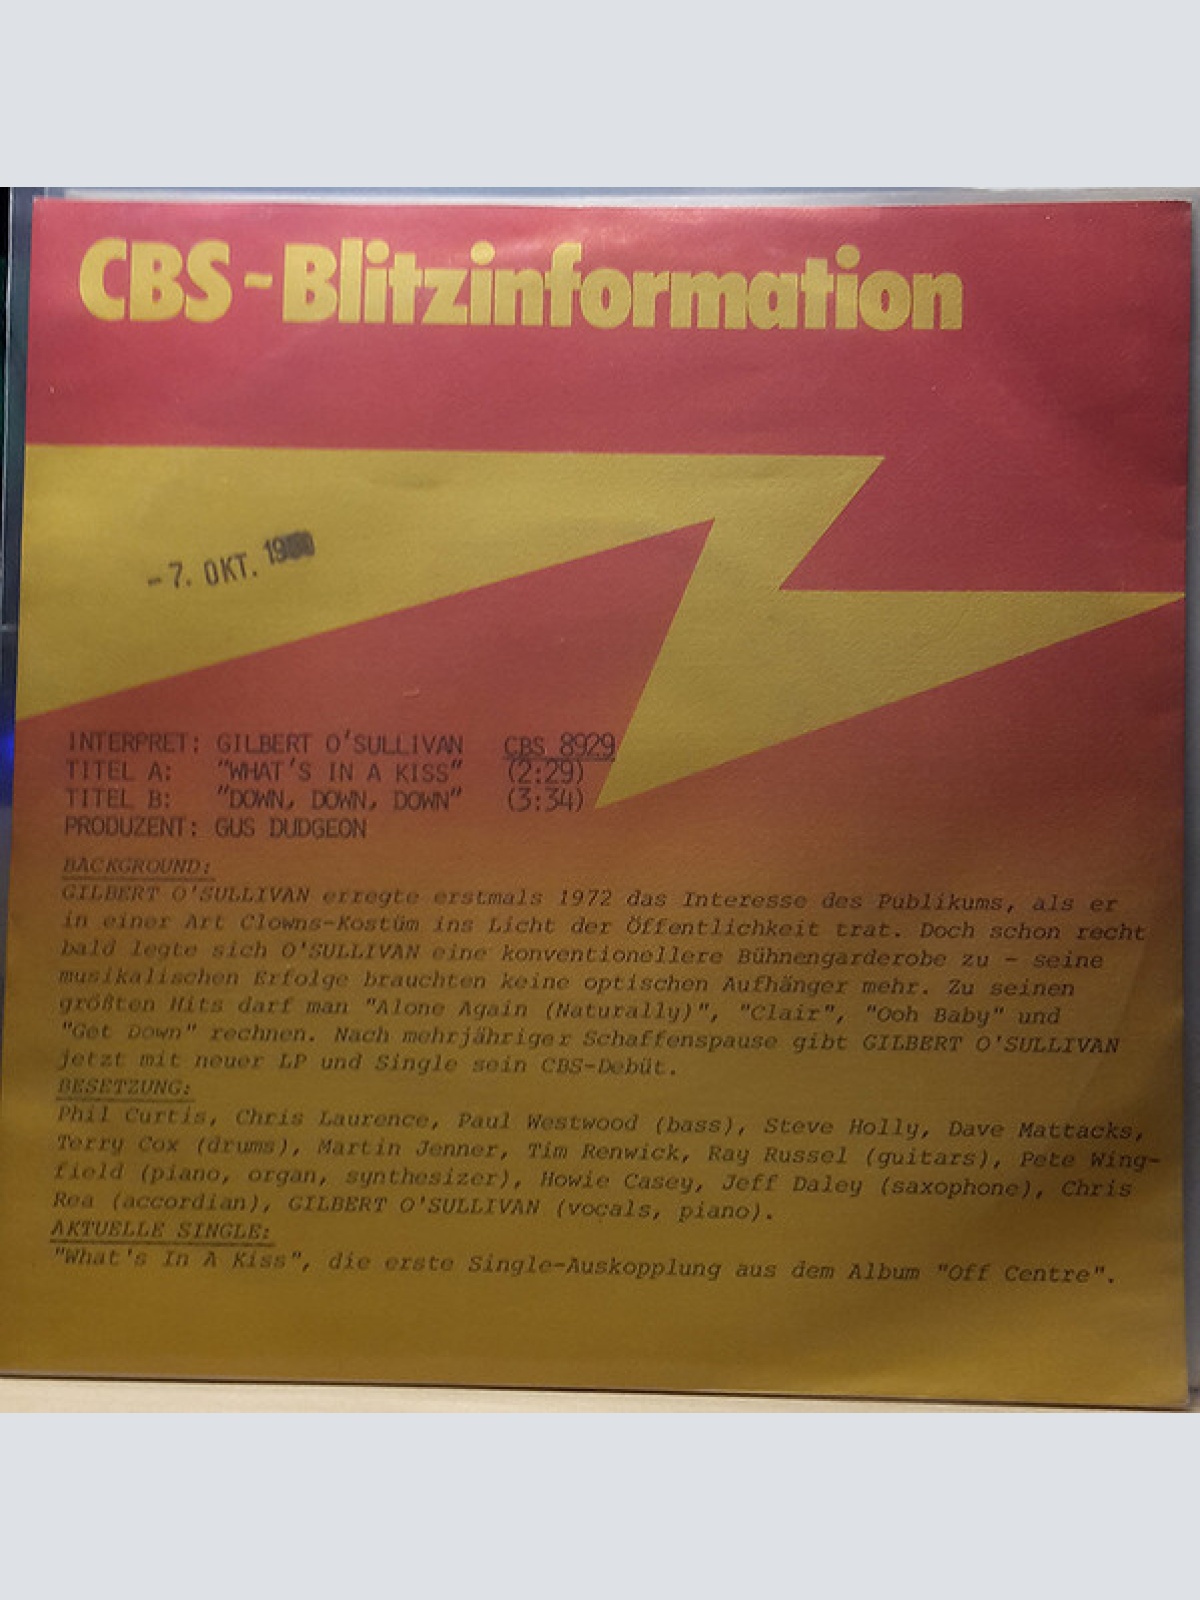 CBS-Blitzinformation
-7. OKT. 1980
INTERPRET: GILBERT O'SULLIVAN CBS 8929
TITEL A: "WHAT'S IN A KISS" (2:29)
TITEL B: "DOWN, DOWN, DOWN" (3:34)
PRODUZENT: GUS DUDGEON
BACKGROUND:
GILBERT O'SULLIVAN erregte erstmals 1972 das Interesse des Publikums, als er
in einer Art Clowns-Kostüm ins Licht der Öffentlichkeit trat. Doch schon recht
bald legte sich O'SULLIVAN eine konventionellere Bühnengarderobe zu - seine
musikalischen Erfolge brauchten keine optischen Aufhänger mehr. Zu seinen
größten Hits darf man "Alone Again (Naturally)", "Clair", "Ooh Baby" und
"Get Down" rechnen. Nach mehrjähriger Schaffenspause gibt GILBERT O'SULLIVAN
jetzt mit neuer LP und Single sein CBS-Debüt.
BESETZUNG:
Phil Curtis, Chris Laurence, Paul Westwood (bass), Steve Holly, Dave Mattacks,
Terry Cox (drums), Martin Jenner, Tim Renwick, Ray Russel (guitars), Pete Wing-
field (piano, organ, synthesizer), Howie Casey, Jeff Daley (saxophone), Chris
Rea (accordian), GILBERT O'SULLIVAN (vocals, piano).
AKTUELLE SINGLE:
"What's In A Kiss", die erste Single-Auskopplung aus dem Album "Off Centre".